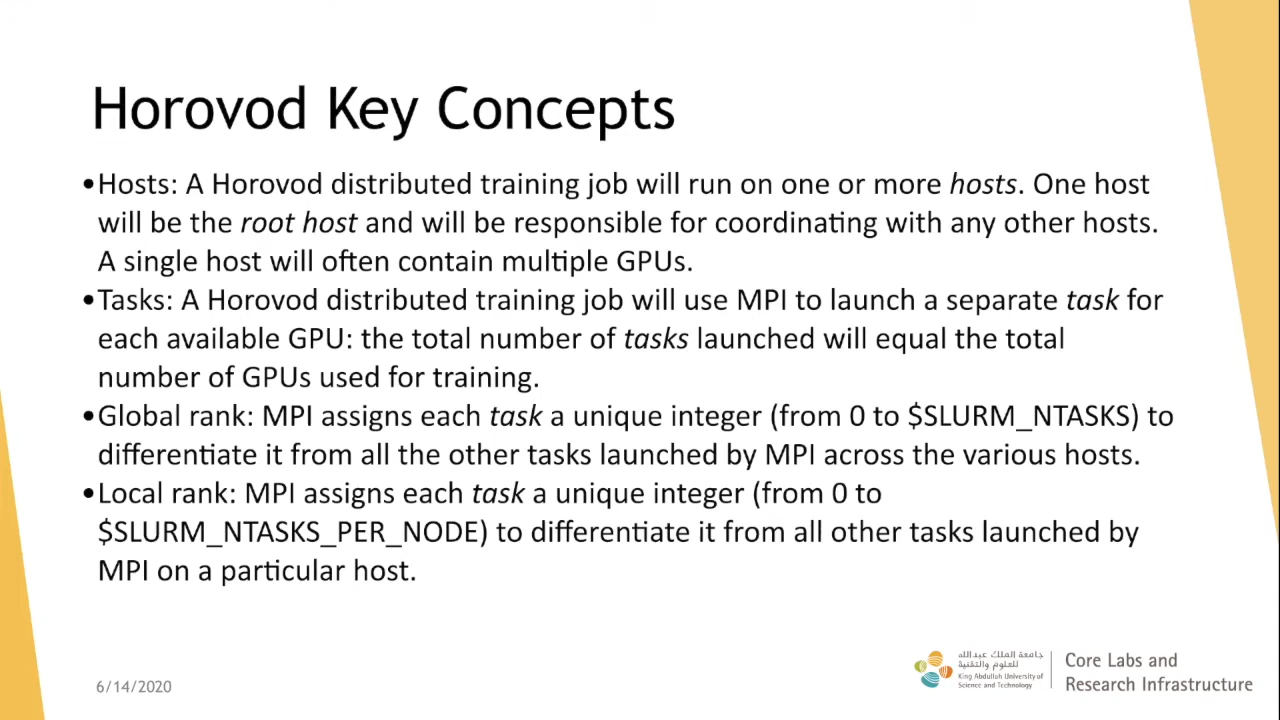 Horovod Key Concepts
•Hosts: A Horovod distributed training job will run on one or more hosts. One host
will be the root host and will be responsible for coordinating with any other hosts.
A single host will often contain multiple GPUs.
•Tasks: A Horovod distributed training job will use MPI to launch a separate task for
each available GPU: the total number of tasks launched will equal the total
number of GPUs used for training.
•Global rank: MPI assigns each task a unique integer (from 0 to $SLURM_NTASKS) to
differentiate it from all the other tasks launched by MPI across the various hosts.
•Local rank: MPI assigns each task a unique integer (from 0 to
$SLURM_NTASKS_PER_NODE) to differentiate it from all other tasks launched by
MPI on a particular host.
6/14/2020
جامعة الملك عبدالله
للعلوم والتقنية
King Abdullah University of
Science and Technology
Core Labs and
Research Infrastructure